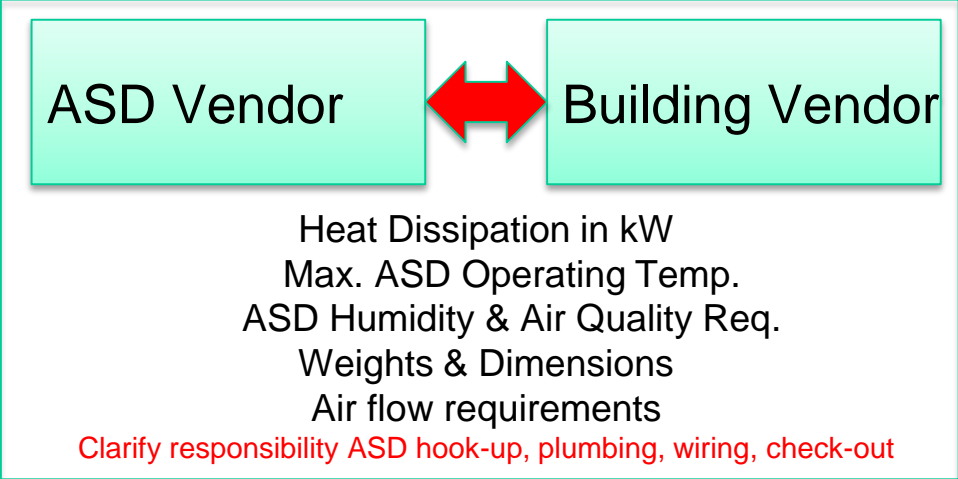 ASD Vendor
Building Vendor
Heat Dissipation in kW
Max. ASD Operating Temp.
ASD Humidity & Air Quality Req.
Weights & Dimensions
Air flow requirements
Clarify responsibility ASD hook-up, plumbing, wiring, check-out